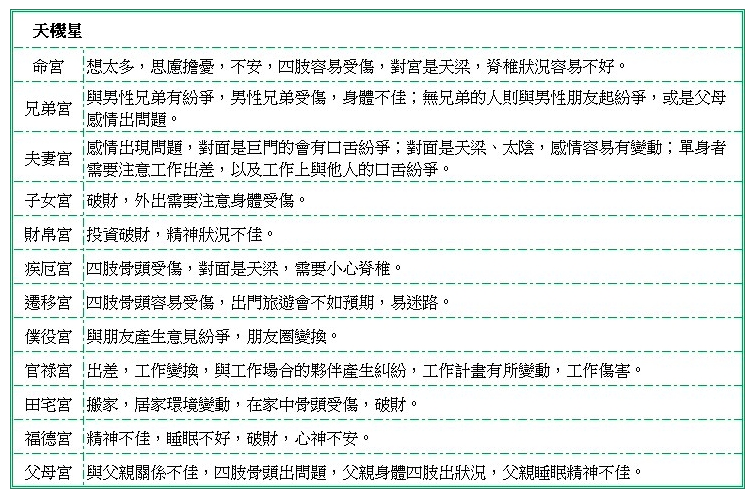 天機星
命宮 想太多，思慮擔憂，不安，四肢容易受傷，對宮是天梁，脊椎狀況容易不好。
兄弟宮 與男性兄弟有紛爭，男性兄弟受傷，身體不佳；無兄弟的人則與男性朋友起紛爭，或是父母
感情出問題。
夫妻宮 感情出現問題，對面是巨門的會有口舌紛爭；對面是天梁、太陰，感情容易有變動；單身者
需要注意工作出差，以及工作上與他人的口舌紛爭。
子女宮 破財，外出需要注意身體受傷。
財帛宮 投資破財，精神狀況不佳。
疾厄宮 四肢骨頭受傷，對面是天梁，需要小心脊椎。
遷移宮 四肢骨頭容易受傷，出門旅遊會不如預期，易迷路。
僕役宮 與朋友產生意見紛爭，朋友圈變換。
官祿宮 出差，工作變換，與工作場合的夥伴產生糾紛，工作計畫有所變動，工作傷害。
田宅宮 搬家，居家環境變動，在家中骨頭受傷，破財。
福德宮 精神不佳，睡眠不好，破財，心神不安。
父母宮 與父親關係不佳，四肢骨頭出問題，父親身體四肢出狀況，父親睡眠精神不佳。